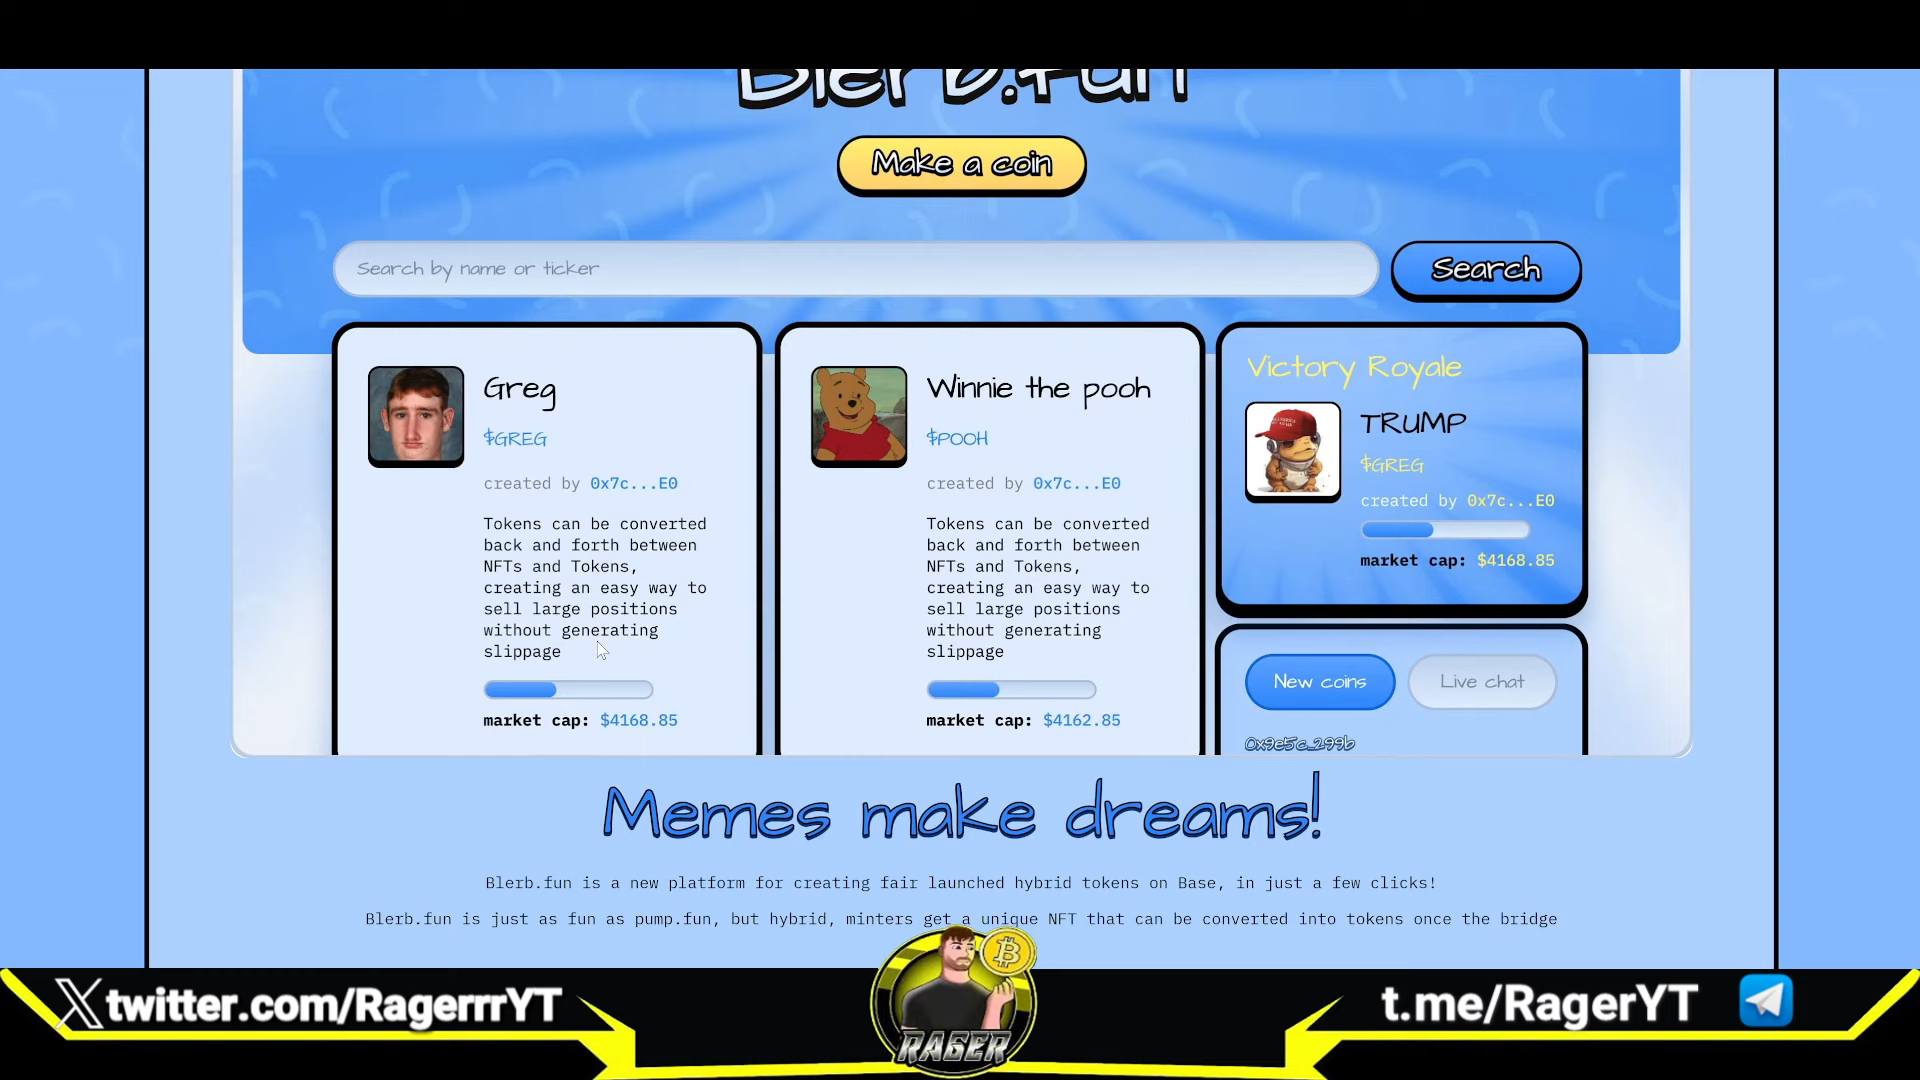 Blerb.fun
Make a coin
Search by name or ticker
Search
Greg
$GREG
created by 0x7c...E0
Tokens can be converted
back and forth between
NFTs and Tokens,
creating an easy way to
sell large positions
without generating
slippage
market cap: $4168.85
Winnie the pooh
$POOH
created by 0x7c...E0
Tokens can be converted
back and forth between
NFTs and Tokens,
creating an easy way to
sell large positions
without generating
slippage
market cap: $4162.85
Victory Royale
TRUMP
$GREG
created by 0x7c...E0
market cap: $4168.85
New coins
Live chat
0x9e5c_299b
Memes make dreams!
Blerb.fun is a new platform for creating fair launched hybrid tokens on Base, in just a few clicks!
Blerb.fun is just as fun as pump.fun, but hybrid, minters get a unique NFT that can be converted into tokens once the bridge
X twitter.com/RagerrrYT
RAGER
t.me/RagerYT